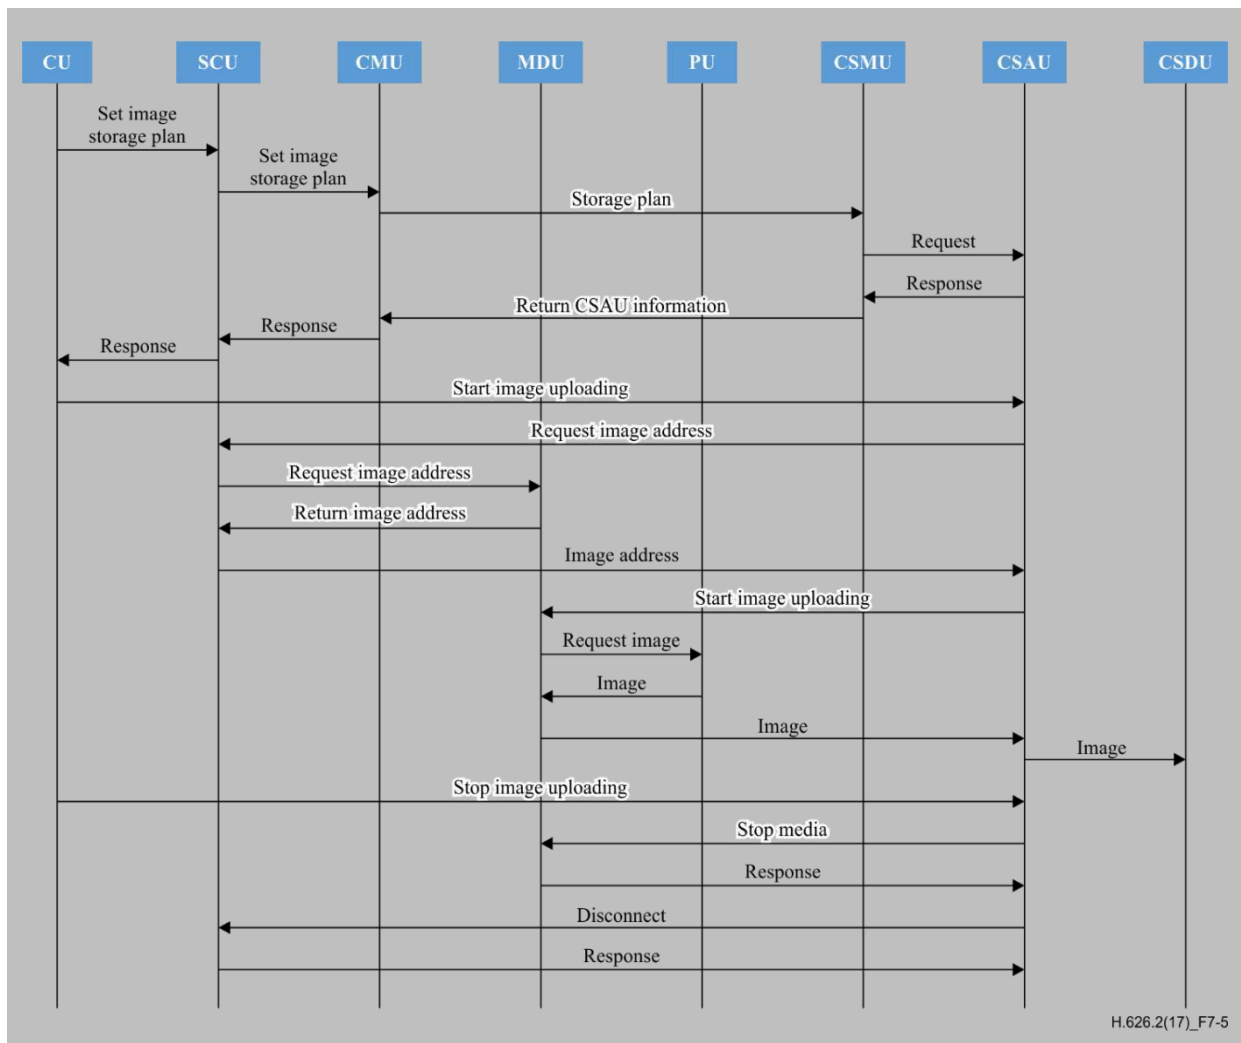 CU SCU CMU MDU PU CSMU CSAU CSDU
Set image
storage plan
Set image
storage plan
Storage plan
Request
Response
Return CSAU information
Response
Response
Start image uploading
Request image address
Request image address
Return image address
Image address
Start image uploading
Request image
Image
Image
Image
Stop image uploading
Stop media
Response
Disconnect
Response
H.626.2(17)_F7-5